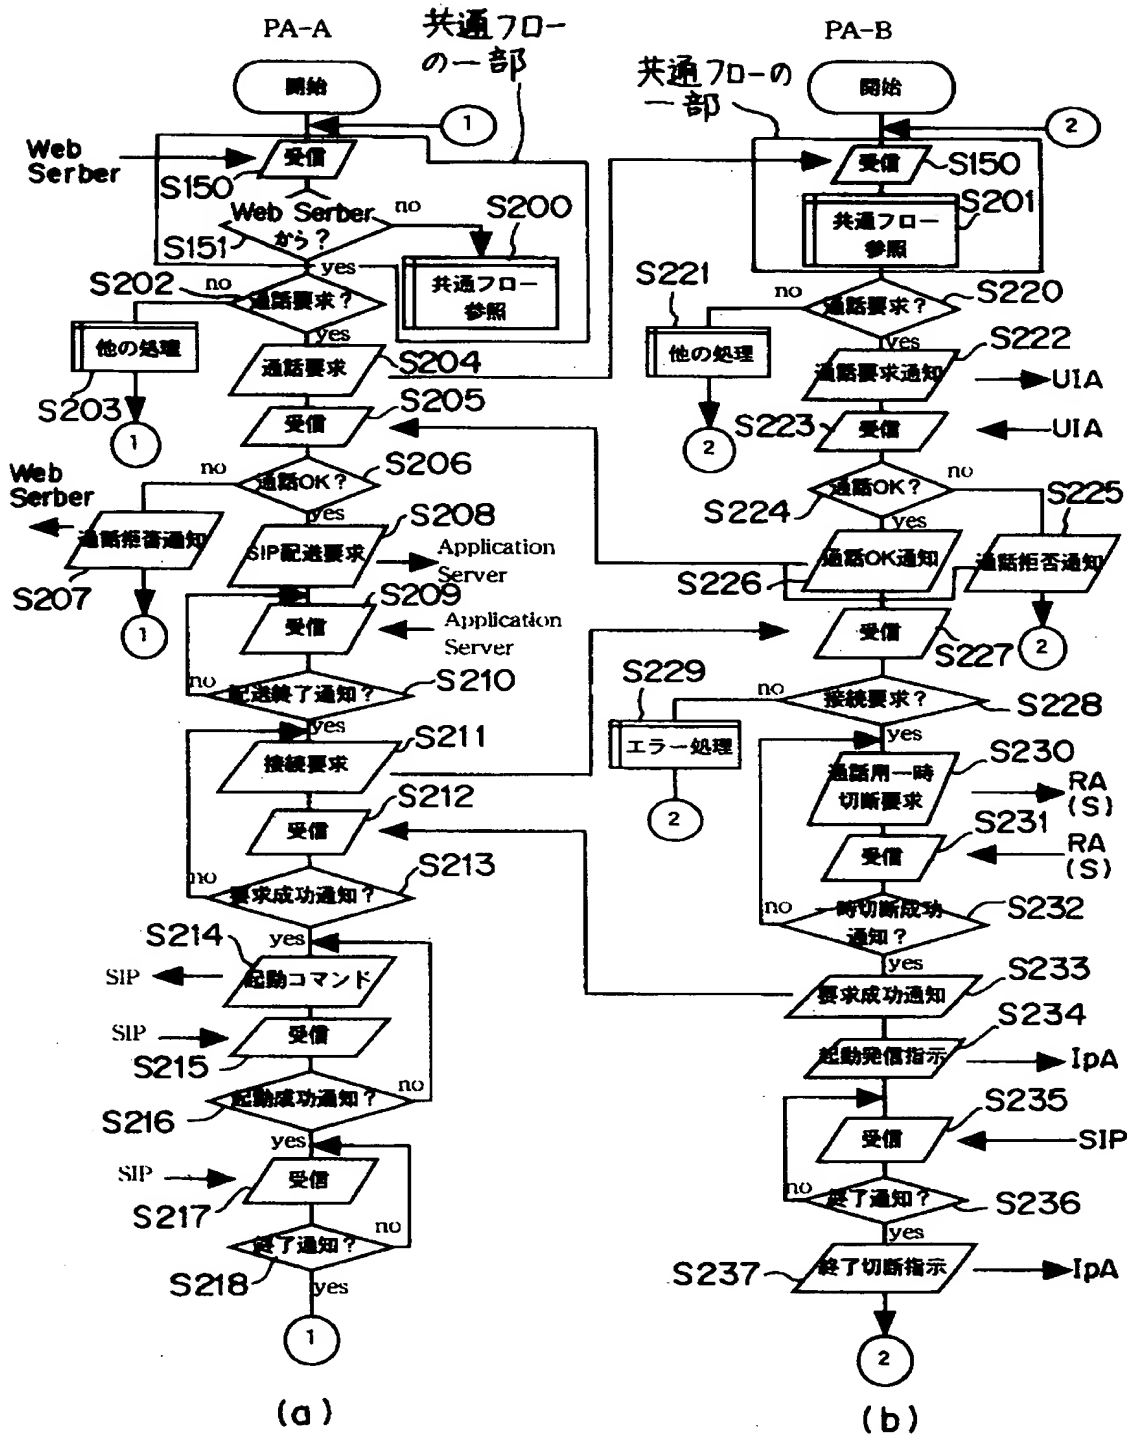 PA-A
共通フロー
の一部
開始
1
Web
Serber
受信
S150
Web Serber
から?
S151
no
S200
共通フロー
参照
yes
S202
no
通話要求?
yes
他の処理
S203
1
通話要求
S204
受信
S205
通話OK?
S206
no
yes
Web
Serber
通話拒否通知
S207
1
SIP配送要求
S208
Application
Server
受信
S209
Application
Server
配送終了通知?
S210
no
yes
接続要求
S211
受信
S212
要求成功通知?
S213
no
yes
S214
SIP
起動コマンド
SIP
受信
S215
起動成功通知?
S216
no
yes
SIP
受信
S217
終了通知?
S218
no
yes
1
(a)
PA-B
共通フローの
一部
開始
2
受信
S150
S201
共通フロー
参照
S221
no
通話要求?
S220
yes
他の処理
2
S222
通話要求通知
UIA
S223
受信
UIA
通話OK?
S224
no
yes
S225
通話拒否通知
2
通話OK通知
S226
受信
S227
S229
no
接続要求?
S228
エラー処理
2
yes
通話用一時
切断要求
S230
RA
(S)
S231
受信
RA
(S)
no
一時切断成功
通知?
S232
yes
要求成功通知
S233
S234
起動発信指示
IpA
S235
受信
SIP
no
終了通知?
S236
yes
S237
終了切断指示
IpA
2
(b)